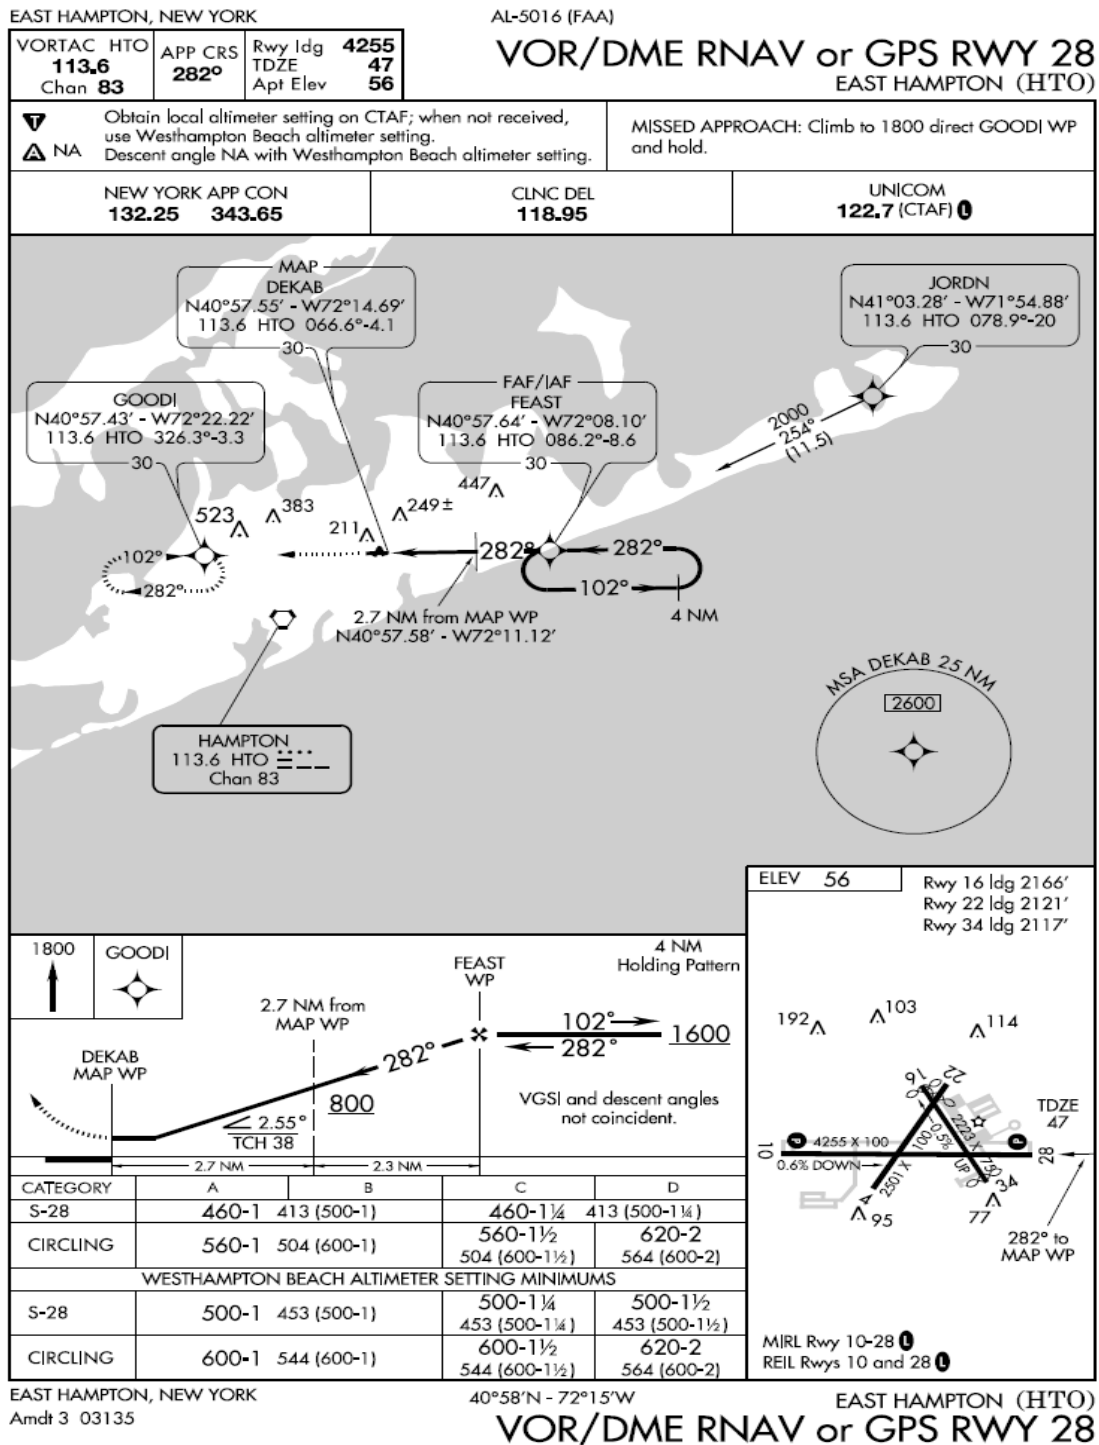 EAST HAMPTON, NEW YORK
AL-5016 (FAA)
VOR/DME RNAV or GPS RWY 28
EAST HAMPTON (HTO)
VORTAC HTO
113.6
Chan 83
APP CRS
282°
Rwy ldg 4255
TDZE 47
Apt Elev 56
T
A NA
Obtain local altimeter setting on CTAF; when not received,
use Westhampton Beach altimeter setting.
Descent angle NA with Westhampton Beach altimeter setting.
MISSED APPROACH: Climb to 1800 direct GOODI WP
and hold.
NEW YORK APP CON
132.25 343.65
CLNC DEL
118.95
UNICOM
122.7 (CTAF) L
MAP
DEKAB
N40°57.55' - W72°14.69'
113.6 HTO 066.6°-4.1
30
JORDN
N41°03.28' - W71°54.88'
113.6 HTO 078.9°-20
30
GOODI
N40°57.43' - W72°22.22'
113.6 HTO 326.3°-3.3
30
FAF/IAF
FEAST
N40°57.64' - W72°08.10'
113.6 HTO 086.2°-8.6
30
2000
254°
(11.5)
447
249±
383
523
211
102°
282°
282°
282°
102°
4 NM
2.7 NM from MAP WP
N40°57.58' - W72°11.12'
MSA DEKAB 25 NM
2600
HAMPTON
113.6 HTO
Chan 83
ELEV 56
Rwy 16 ldg 2166'
Rwy 22 ldg 2121'
Rwy 34 ldg 2117'
192
103
114
16
22
TDZE
47
10
P
4255 X 100
P
28
0.6% DOWN
0.5%
UP
2223 X 750
2501 X 100
4
34
95
77
282° to
MAP WP
MIRL Rwy 10-28 L
REIL Rwys 10 and 28 L
1800
GOODI
4 NM
Holding Pattern
FEAST
WP
2.7 NM from
MAP WP
102°
282°
1600
282°
DEKAB
MAP WP
800
2.55°
TCH 38
VGSI and descent angles
not coincident.
2.7 NM
2.3 NM
CATEGORY A B C D
S-28 460-1 413 (500-1) 460-1¼ 413 (500-1¼)
CIRCLING 560-1 504 (600-1) 560-1½ 504 (600-1½) 620-2 564 (600-2)
WESTHAMPTON BEACH ALTIMETER SETTING MINIMUMS
S-28 500-1 453 (500-1) 500-1¼ 453 (500-1¼) 500-1½ 453 (500-1½)
CIRCLING 600-1 544 (600-1) 600-1½ 544 (600-1½) 620-2 564 (600-2)
EAST HAMPTON, NEW YORK
Amdt 3 03135
40°58'N - 72°15'W
EAST HAMPTON (HTO)
VOR/DME RNAV or GPS RWY 28